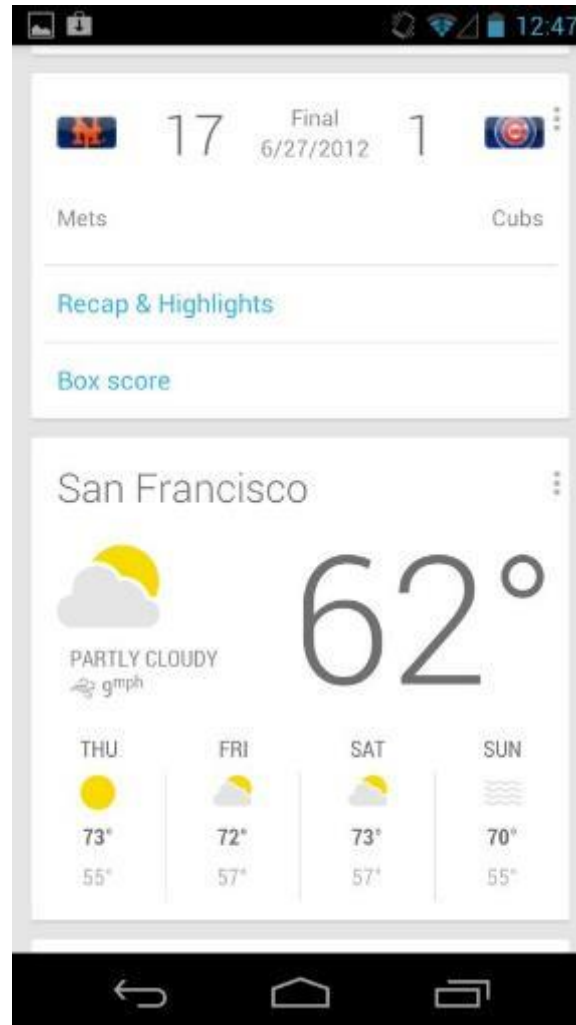 12:47
17 Final 1
6/27/2012
Mets Cubs
Recap & Highlights
Box score
San Francisco
62°
PARTLY CLOUDY
9mph
THU FRI SAT SUN
73° 72° 73° 70°
55° 57° 57° 55°